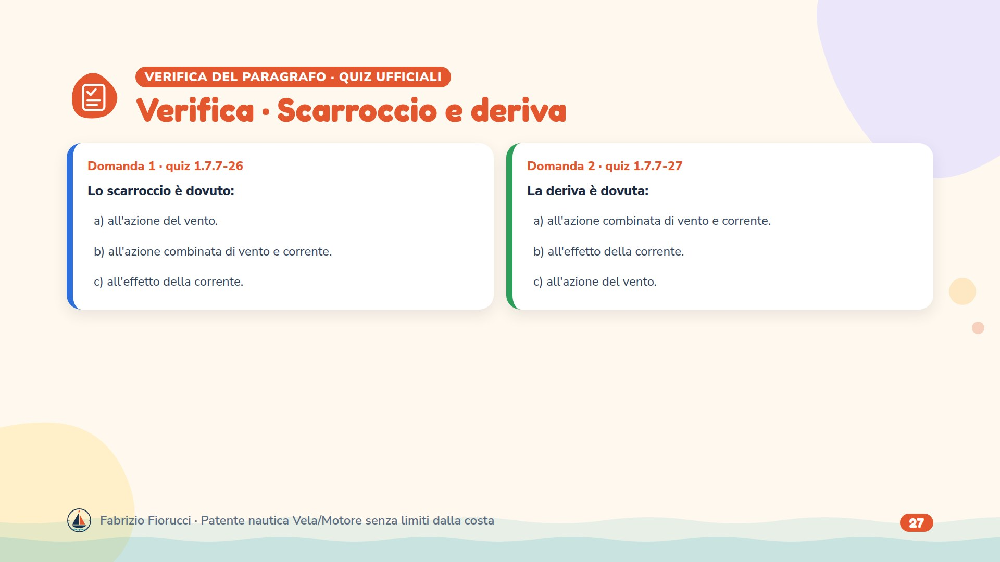 VERIFICA DEL PARAGRAFO · QUIZ UFFICIALI
Verifica · Scarroccio e deriva
Domanda 1 · quiz 1.7.7-26
Lo scarroccio è dovuto:
a) all'azione del vento.
b) all'azione combinata di vento e corrente.
c) all'effetto della corrente.
Domanda 2 · quiz 1.7.7-27
La deriva è dovuta:
a) all'azione combinata di vento e corrente.
b) all'effetto della corrente.
c) all'azione del vento.
Fabrizio Fiorucci · Patente nautica Vela/Motore senza limiti dalla costa
27